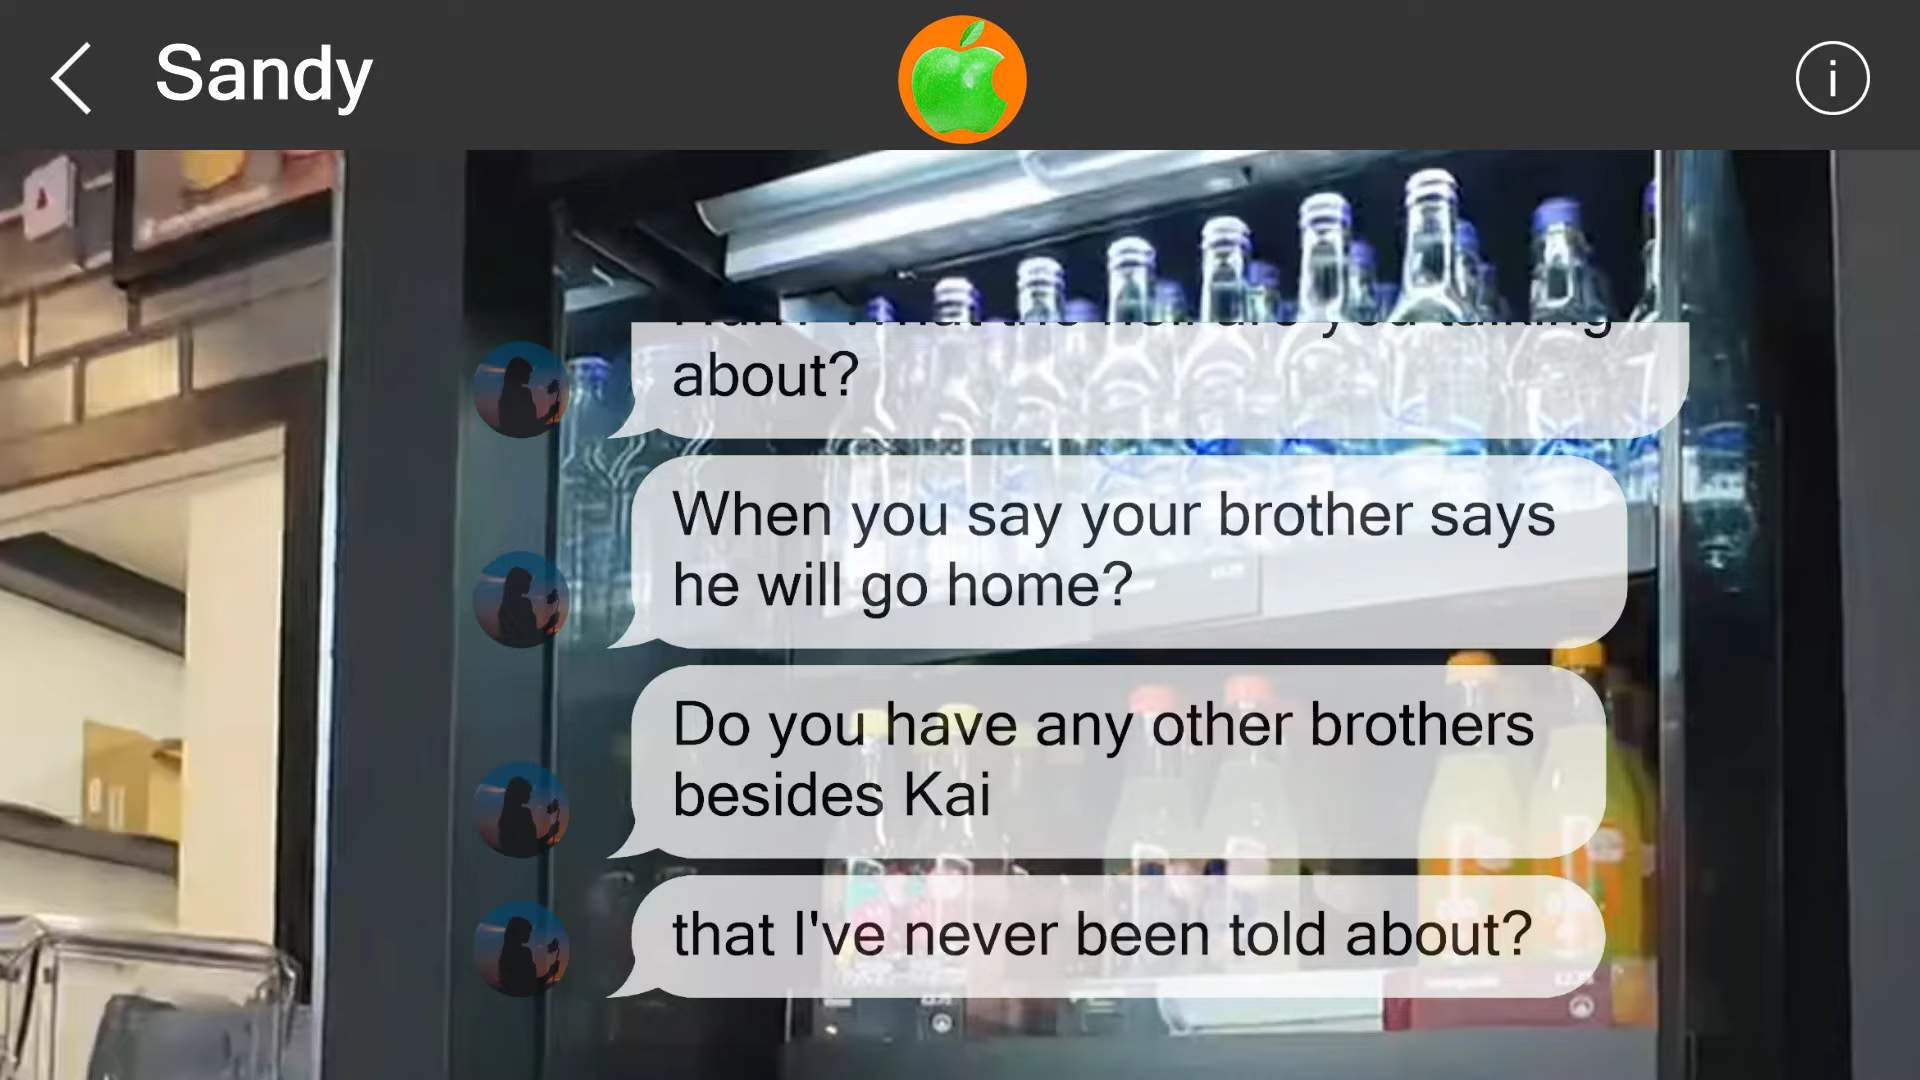 Sandy
about?
When you say your brother says
he will go home?
Do you have any other brothers
besides Kai
that I've never been told about?